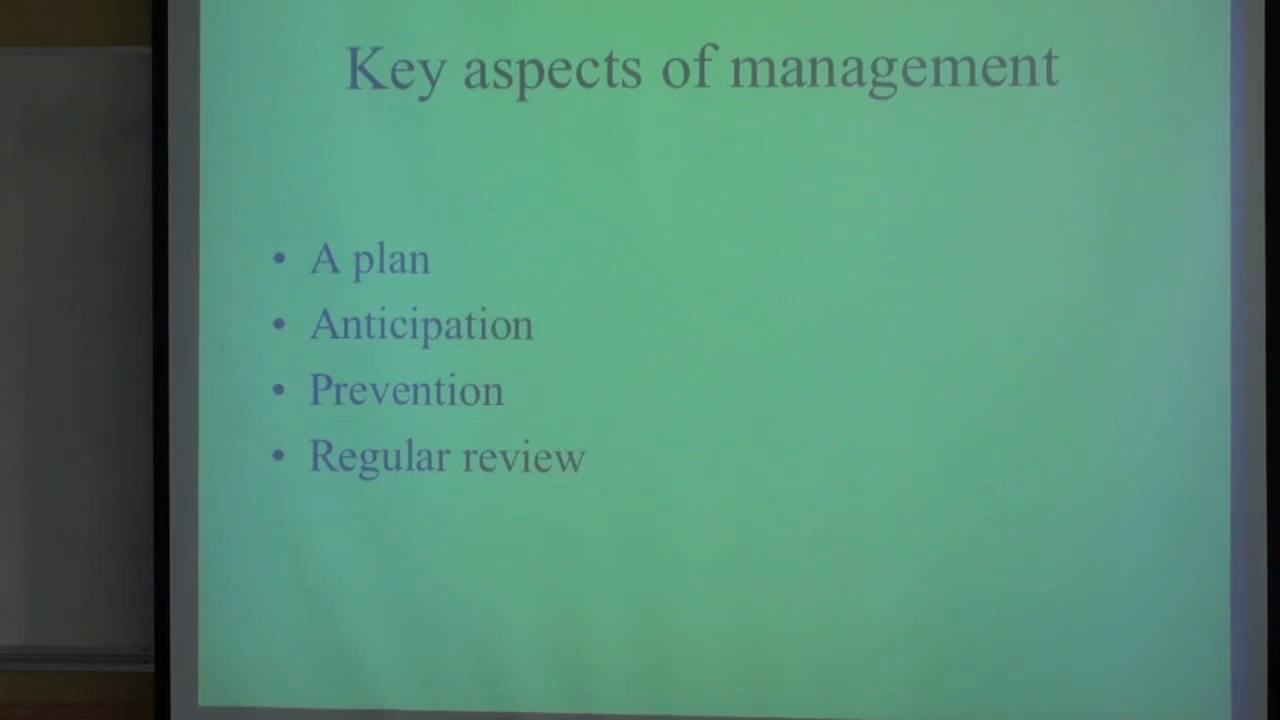 Key aspects of management
• A plan
• Anticipation
• Prevention
• Regular review